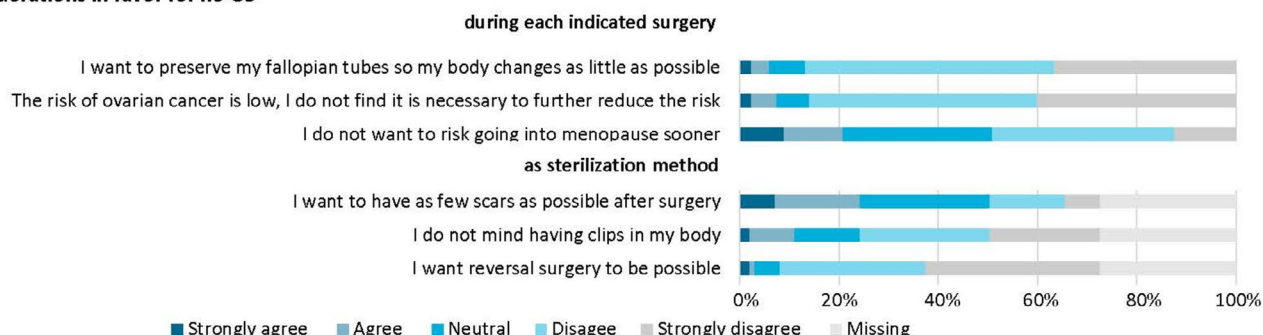 during each indicated surgery
I want to preserve my fallopian tubes so my body changes as little as possible
The risk of ovarian cancer is low, I do not find it is necessary to further reduce the risk
I do not want to risk going into menopause sooner
as sterilization method
I want to have as few scars as possible after surgery
I do not mind having clips in my body
I want reversal surgery to be possible
0% 20% 40% 60% 80% 100%
Strongly agree Agree Neutral Disagee Strongly disagree Missing